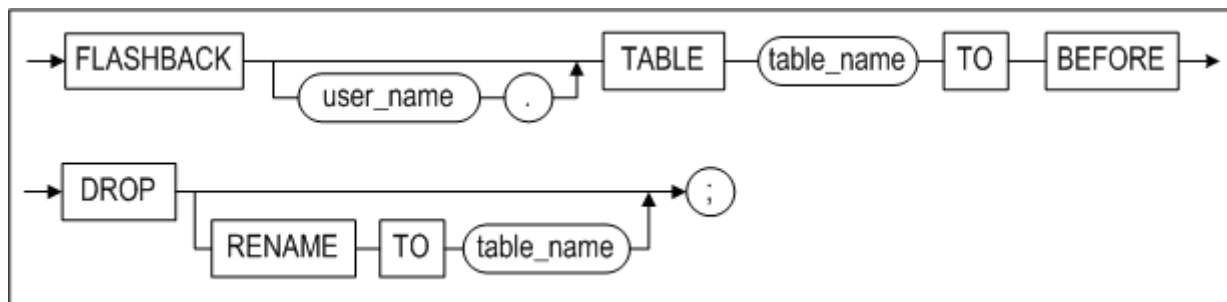 FLASHBACK user_name . TABLE table_name TO BEFORE
DROP RENAME TO table_name ;